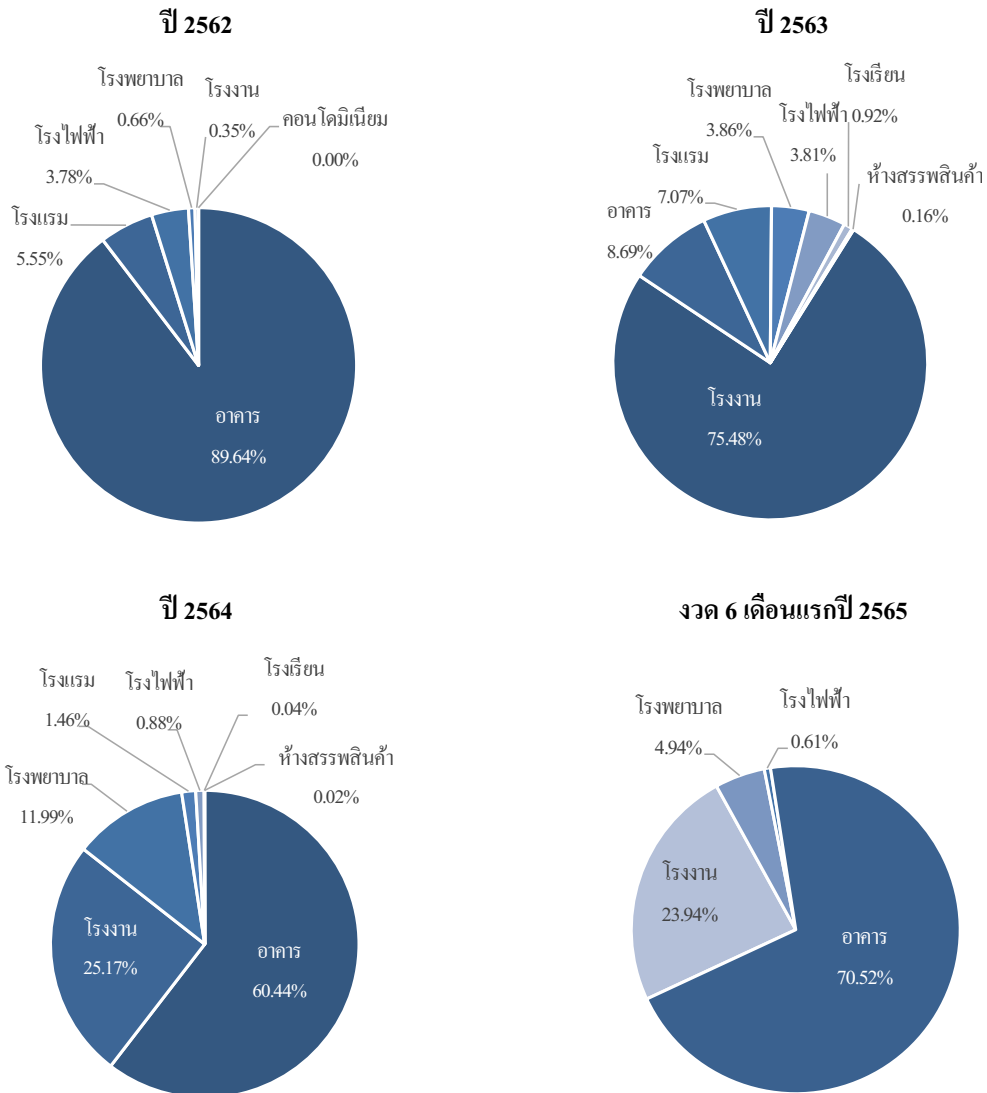 ปี 2562
โรงพยาบาล
0.66%
โรงงาน
0.35%
คอนโดมิเนียม
0.00%
โรงไฟฟ้า
3.78%
โรงแรม
5.55%
อาคาร
89.64%
ปี 2563
โรงเรียน
0.92%
โรงพยาบาล
3.86%
โรงไฟฟ้า
3.81%
ห้างสรรพสินค้า
0.16%
โรงแรม
7.07%
อาคาร
8.69%
โรงงาน
75.48%
ปี 2564
โรงแรม
1.46%
โรงไฟฟ้า
0.88%
โรงเรียน
0.04%
ห้างสรรพสินค้า
0.02%
โรงพยาบาล
11.99%
โรงงาน
25.17%
อาคาร
60.44%
งวด 6 เดือนแรกปี 2565
โรงพยาบาล
4.94%
โรงไฟฟ้า
0.61%
โรงงาน
23.94%
อาคาร
70.52%